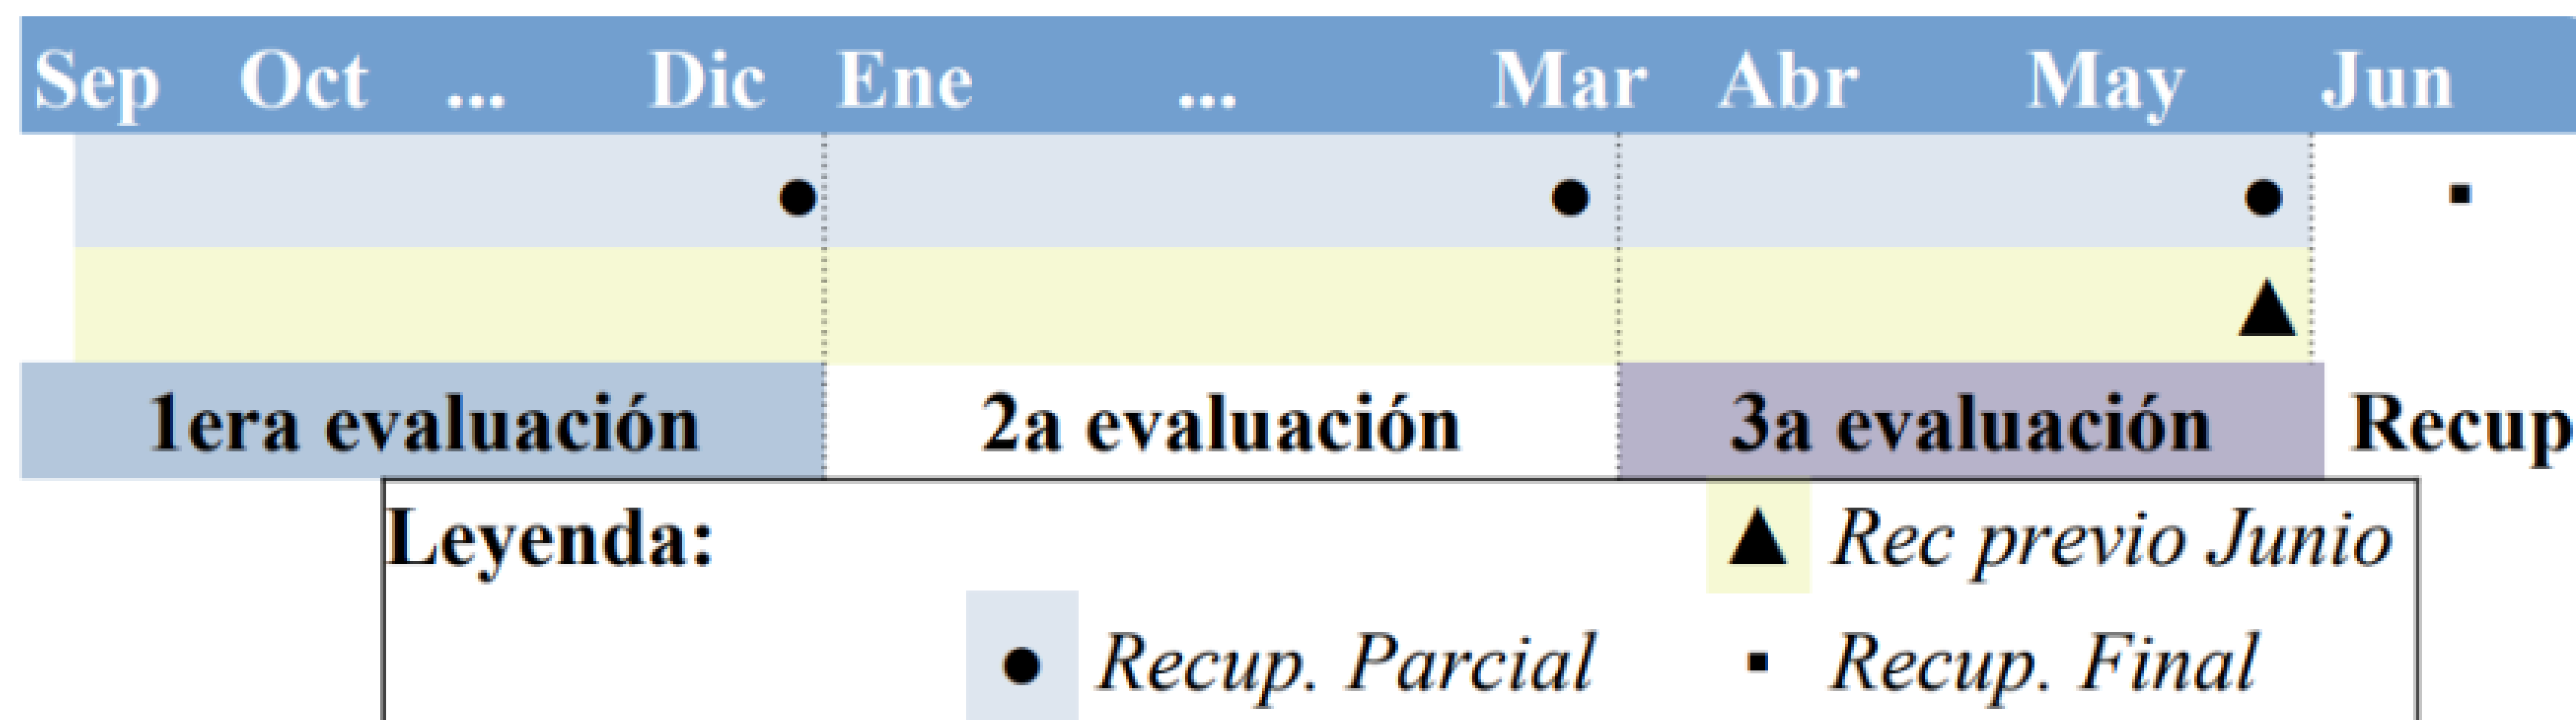 Sep Oct ... Dic Ene ... Mar Abr May Jun
1era evaluación 2a evaluación 3a evaluación Recup
Leyenda: Rec previo Junio
Recup. Parcial Recup. Final